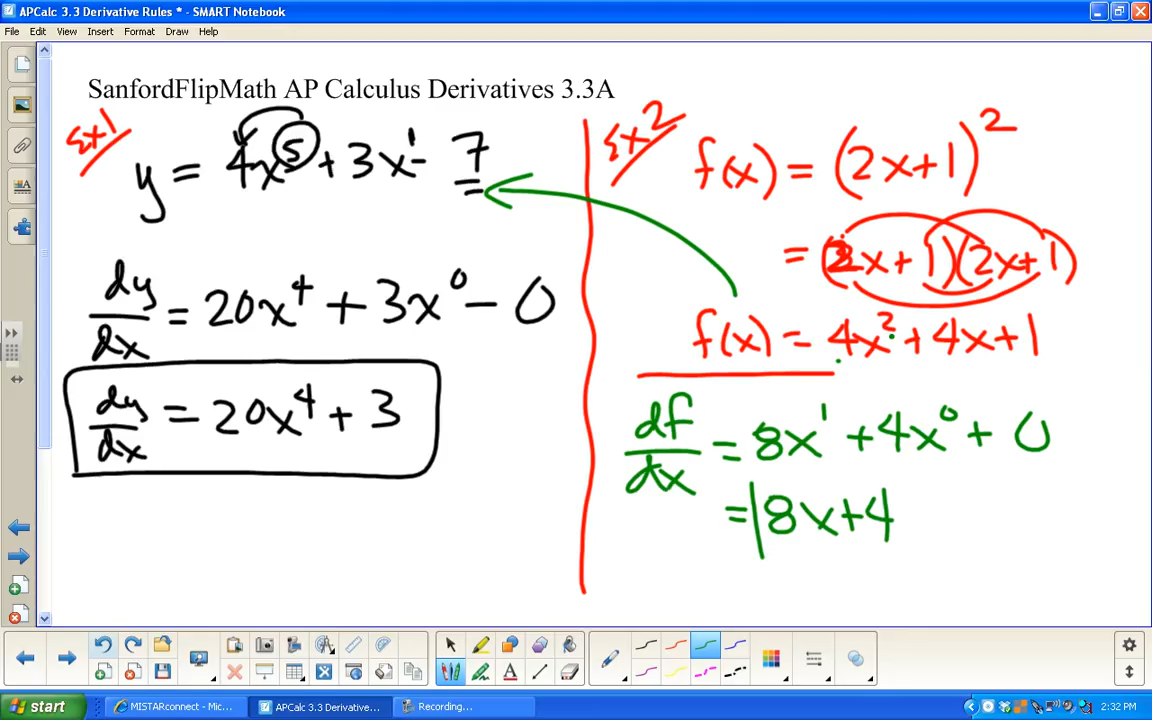 APCalc 3.3 Derivative Rules * - SMART Notebook
File Edit View Insert Format Draw Help
SanfordFlipMath AP Calculus Derivatives 3.3A
Ex1
y = 4x⁵ + 3x¹ - 7
dy/dx = 20x⁴ + 3x⁰ - 0
dy/dx = 20x⁴ + 3
Ex2
f(x) = (2x+1)²
= (2x+1)(2x+1)
f(x) = 4x² + 4x + 1
df/dx = 8x¹ + 4x⁰ + 0
= 8x+4
start
MISTARconnect - Mic...
APCalc 3.3 Derivative...
Recording...
2:32 PM